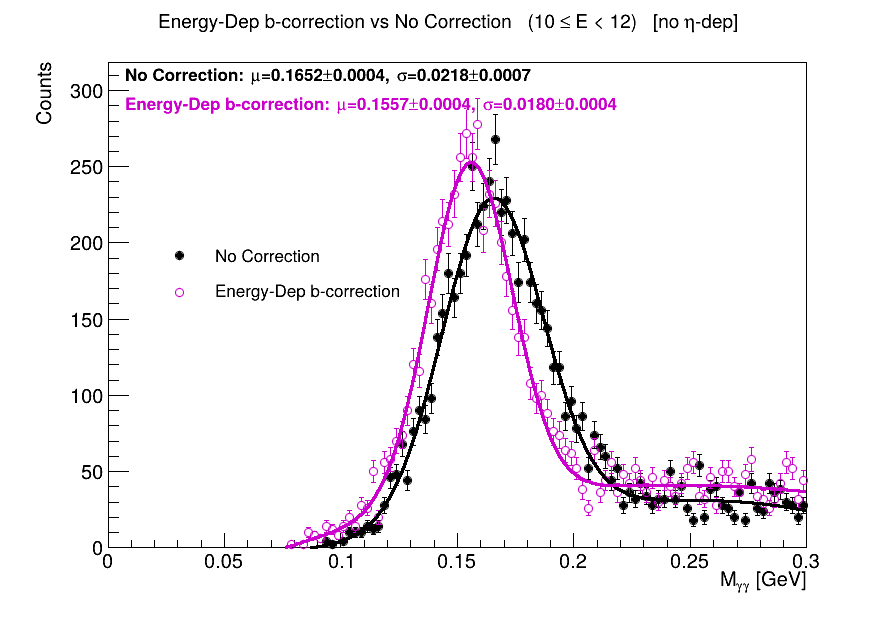 Energy-Dep b-correction vs No Correction (10 ≤ E < 12) [no η-dep]
Counts
No Correction: μ=0.1652±0.0004, σ=0.0218±0.0007
Energy-Dep b-correction: μ=0.1557±0.0004, σ=0.0180±0.0004
300
250
200
150
100
50
0
No Correction
Energy-Dep b-correction
0 0.05 0.1 0.15 0.2 0.25 0.3
Mγγ [GeV]